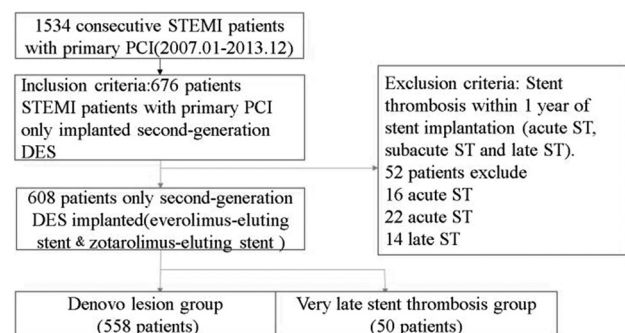 1534 consecutive STEMI patients
with primary PCI(2007.01-2013.12)
Inclusion criteria:676 patients
STEMI patients with primary PCI
only implanted second-generation
DES
Exclusion criteria: Stent
thrombosis within 1 year of
stent implantation (acute ST,
subacute ST and late ST).
52 patients exclude
16 acute ST
22 acute ST
14 late ST
608 patients only second-generation
DES implanted(everolimus-eluting
stent & zotarolimus-eluting stent )
Denovo lesion group
(558 patients)
Very late stent thrombosis group
(50 patients)